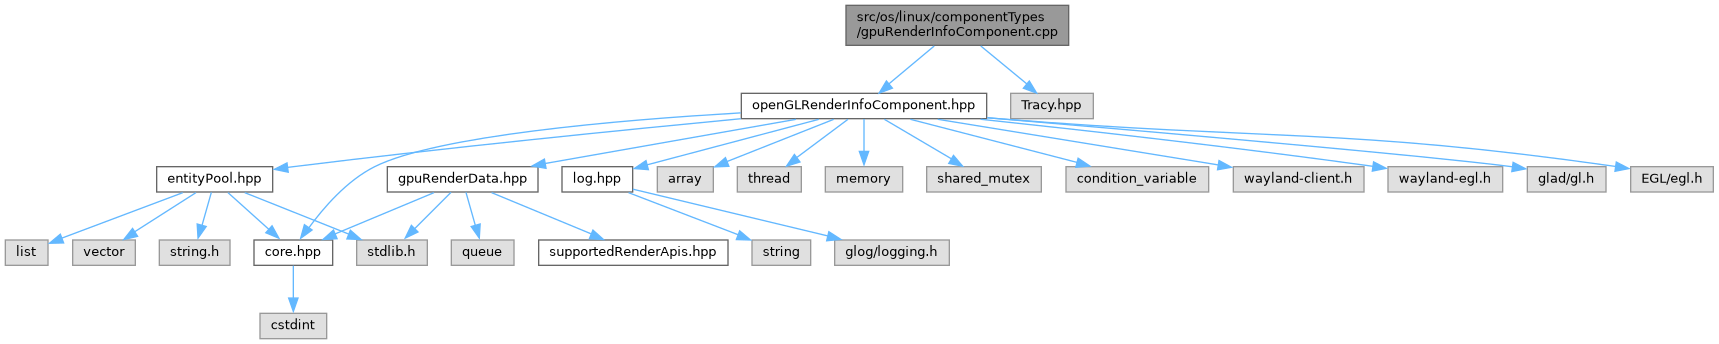 src/os/linux/componentTypes
/gpuRenderInfoComponent.cpp
openGLRenderInfoComponent.hpp
Tracy.hpp
entityPool.hpp
gpuRenderData.hpp
log.hpp
array
thread
memory
shared_mutex
condition_variable
wayland-client.h
wayland-egl.h
glad/gl.h
EGL/egl.h
list
vector
string.h
core.hpp
stdlib.h
queue
supportedRenderApis.hpp
string
glog/logging.h
cstdint